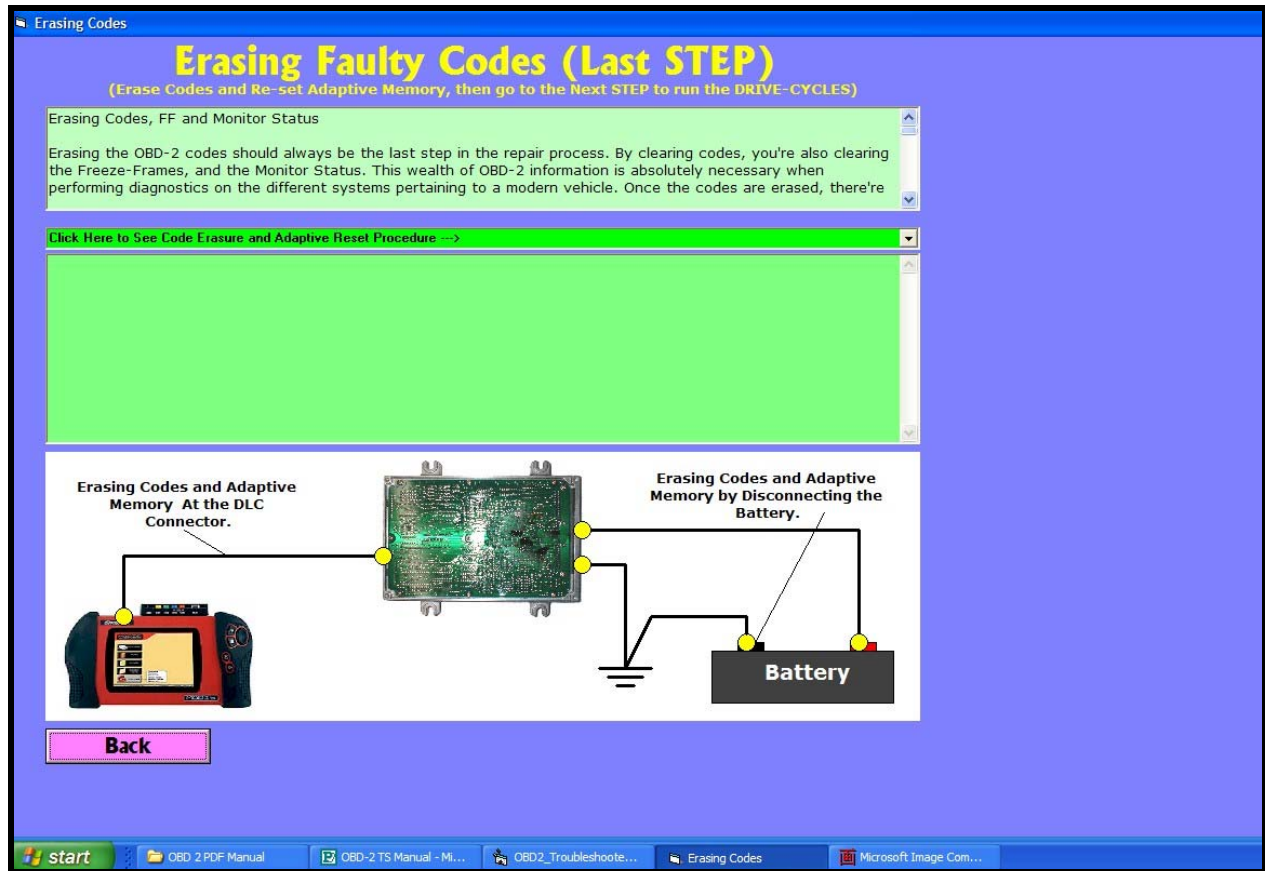 Erasing Codes
Erasing Faulty Codes (Last STEP)
(Erase Codes and Re-set Adaptive Memory, then go to the Next STEP to run the DRIVE-CYCLES)
Erasing Codes, FF and Monitor Status
Erasing the OBD-2 codes should always be the last step in the repair process. By clearing codes, you're also clearing
the Freeze-Frames, and the Monitor Status. This wealth of OBD-2 information is absolutely necessary when
performing diagnostics on the different systems pertaining to a modern vehicle. Once the codes are erased, there're
Click Here to See Code Erasure and Adaptive Reset Procedure --->
Erasing Codes and Adaptive
Memory At the DLC
Connector.
Erasing Codes and Adaptive
Memory by Disconnecting the
Battery.
Battery
Back
start
OBD 2 PDF Manual
OBD-2 TS Manual - Mi...
OBD2_Troubleshoote...
Erasing Codes
Microsoft Image Com...